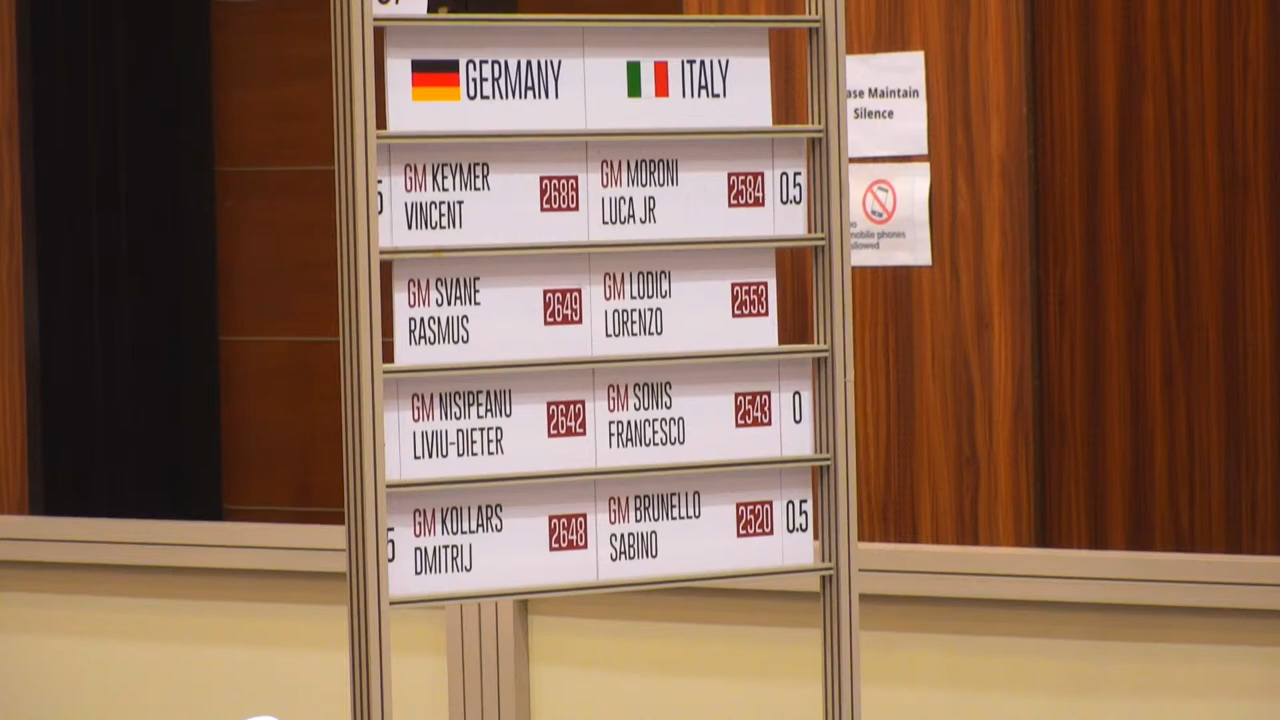 GERMANY ITALY
5 GM KEYMER 2686 GM MORONI 2584 0.5
VINCENT LUCA JR
GM SVANE 2649 GM LODICI 2553
RASMUS LORENZO
GM NISIPEANU 2642 GM SONIS 2543 0
LIVIU-DIETER FRANCESCO
5 GM KOLLARS 2648 GM BRUNELLO 2520 0.5
DMITRIJ SABINO
ase Maintain
Silence
mobile phones